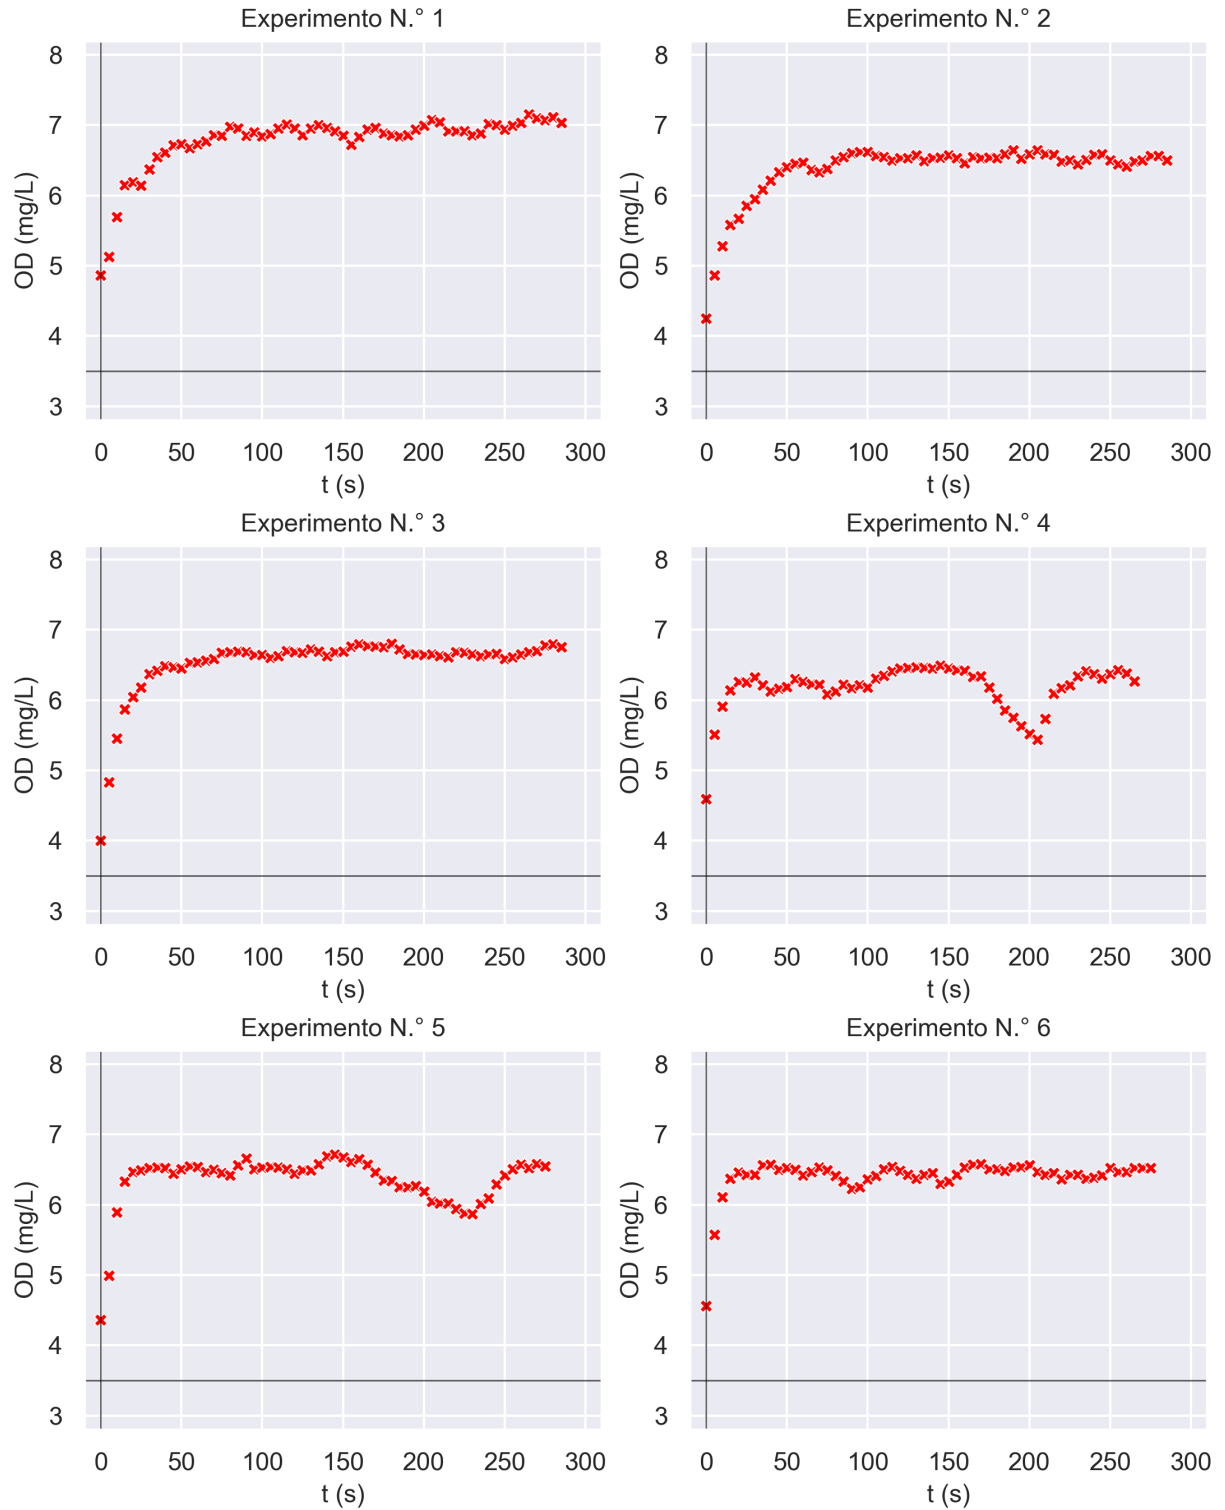 Experimento N.° 1
8
7
6
5
4
3
OD (mg/L)
0 50 100 150 200 250 300
t (s)
Experimento N.° 2
8
7
6
5
4
3
OD (mg/L)
0 50 100 150 200 250 300
t (s)
Experimento N.° 3
8
7
6
5
4
3
OD (mg/L)
0 50 100 150 200 250 300
t (s)
Experimento N.° 4
8
7
6
5
4
3
OD (mg/L)
0 50 100 150 200 250 300
t (s)
Experimento N.° 5
8
7
6
5
4
3
OD (mg/L)
0 50 100 150 200 250 300
t (s)
Experimento N.° 6
8
7
6
5
4
3
OD (mg/L)
0 50 100 150 200 250 300
t (s)